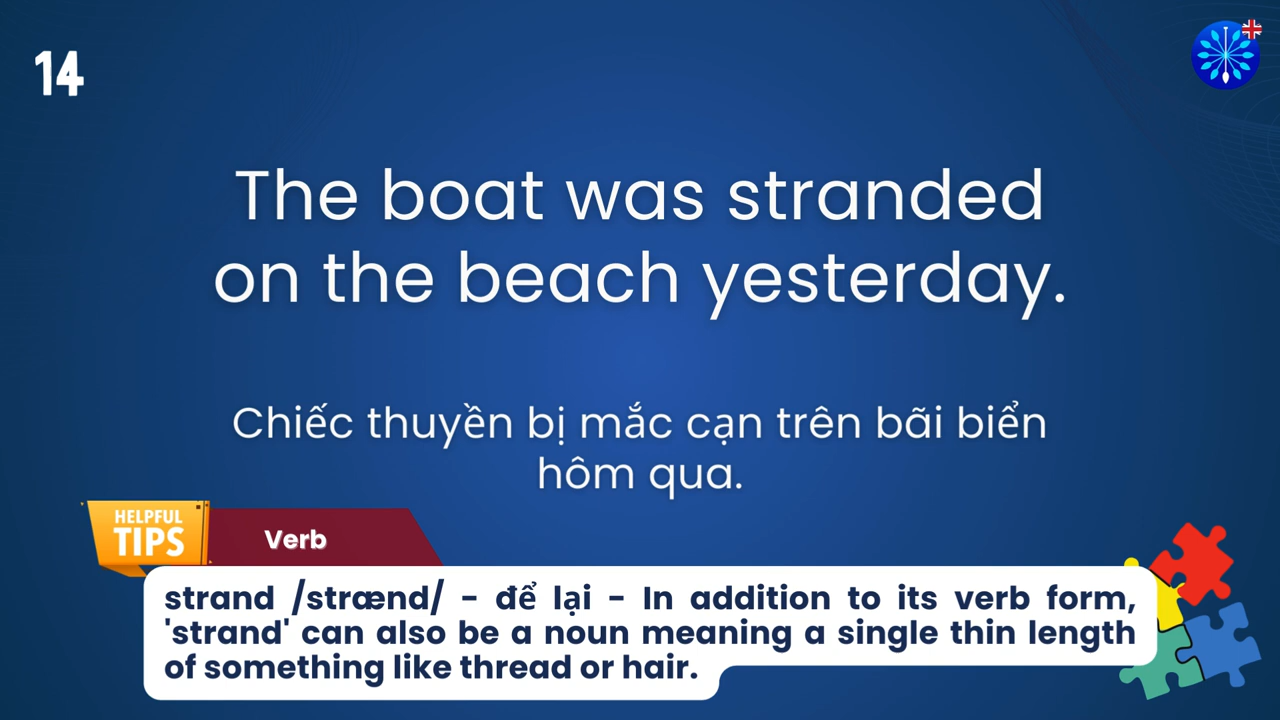 14
The boat was stranded
on the beach yesterday.
Chiếc thuyền bị mắc cạn trên bãi biển
hôm qua.
HELPFUL
TIPS
Verb
strand /strænd/ - để lại - In addition to its verb form,
'strand' can also be a noun meaning a single thin length
of something like thread or hair.